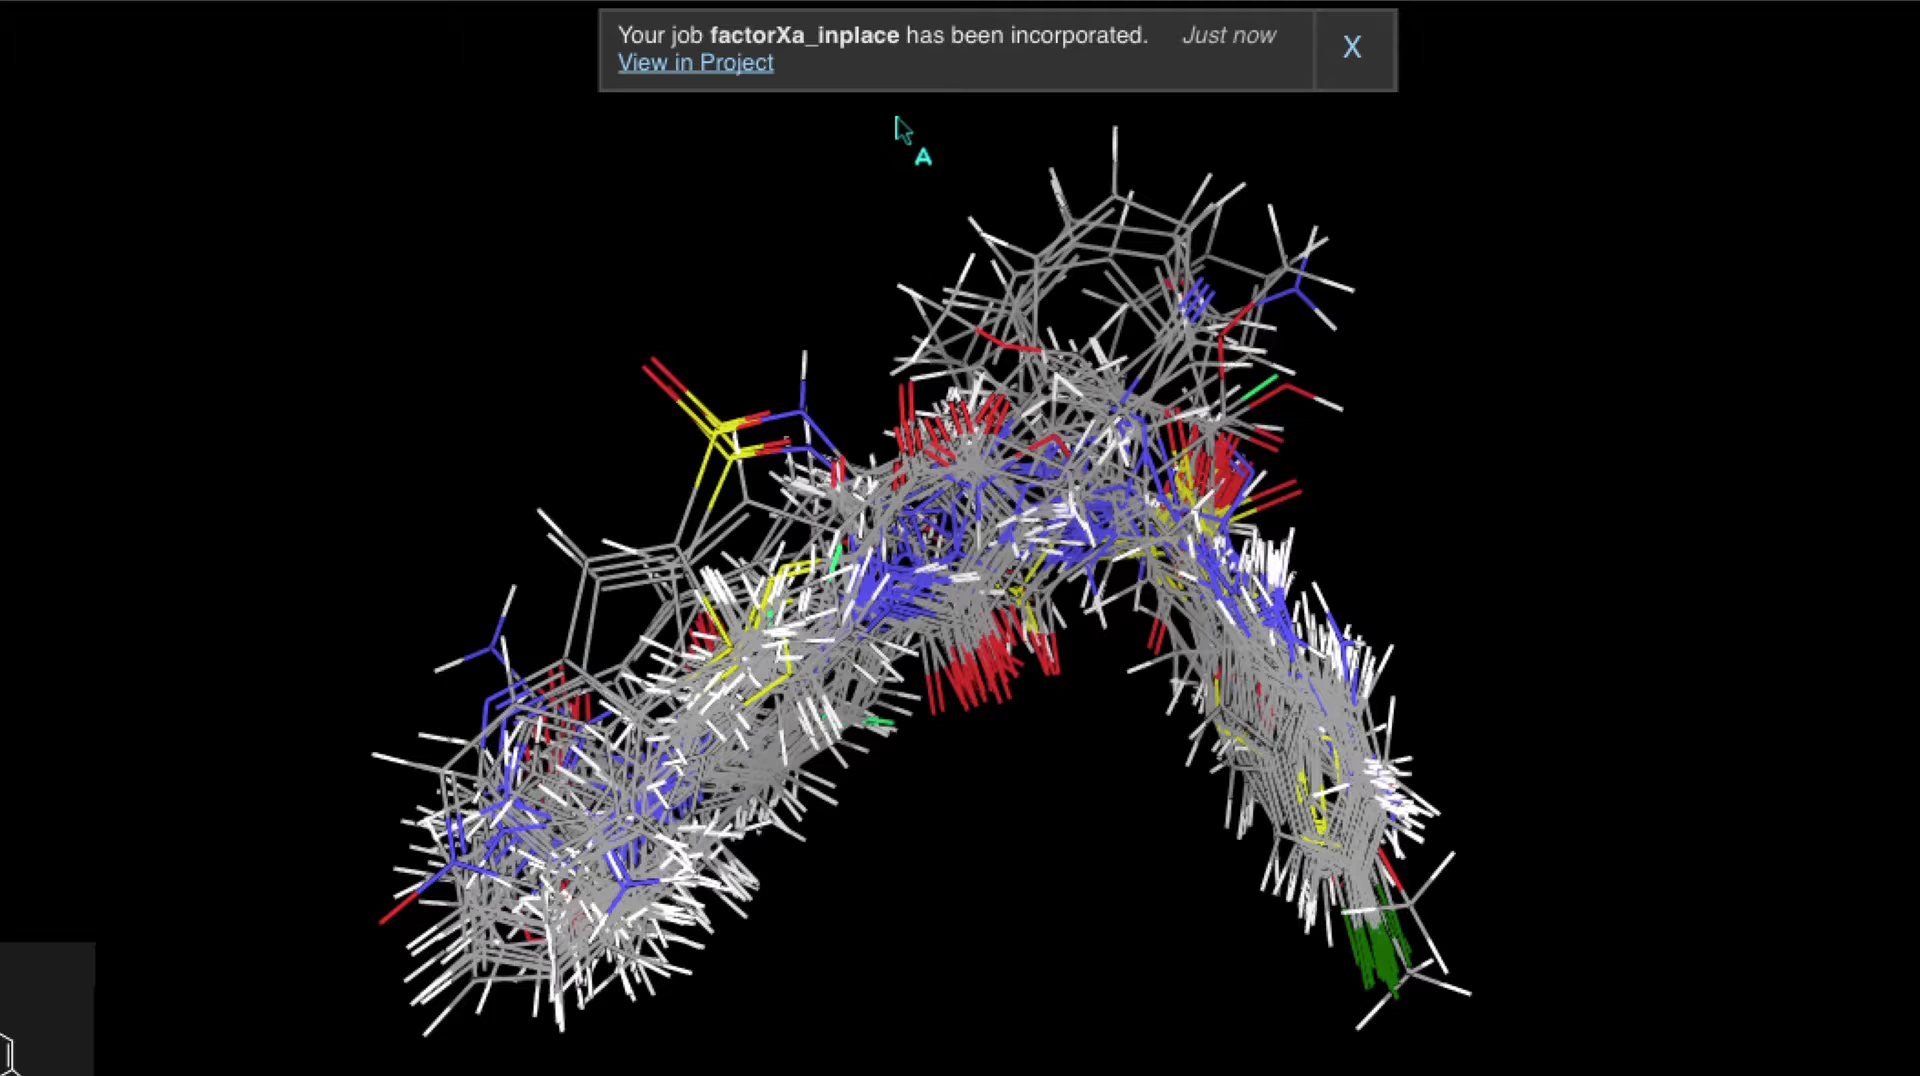 Your job factorXa_inplace has been incorporated. Just now
View in Project
X
A